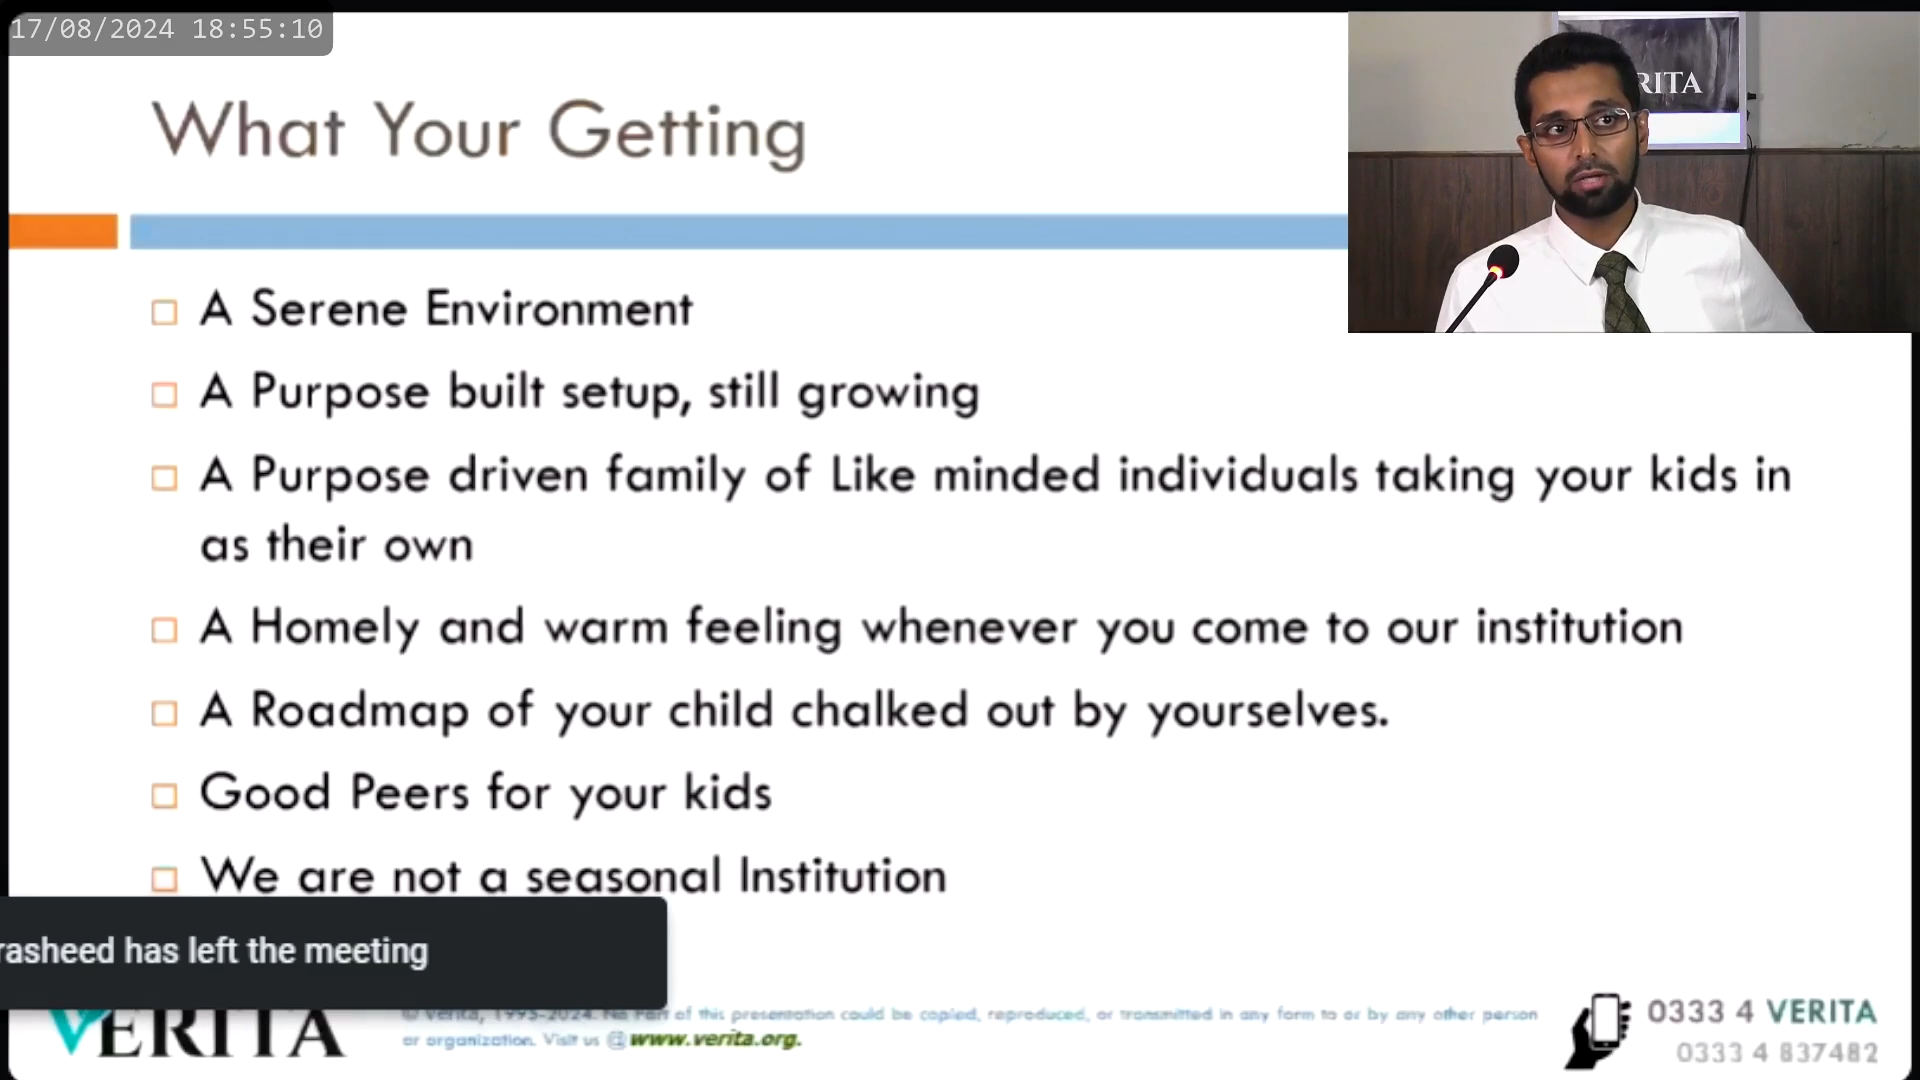 17/08/2024 18:55:10
RITA
What Your Getting
A Serene Environment
A Purpose built setup, still growing
A Purpose driven family of Like minded individuals taking your kids in
as their own
A Homely and warm feeling whenever you come to our institution
A Roadmap of your child chalked out by yourselves.
Good Peers for your kids
We are not a seasonal Institution
rasheed has left the meeting
VERITA
© Verita, 1995-2024. No Part of this presentation could be copied, reproduced, or transmitted in any form to or by any other person
or organization. Visit us @ www.verita.org.
0333 4 VERITA
0333 4 837482